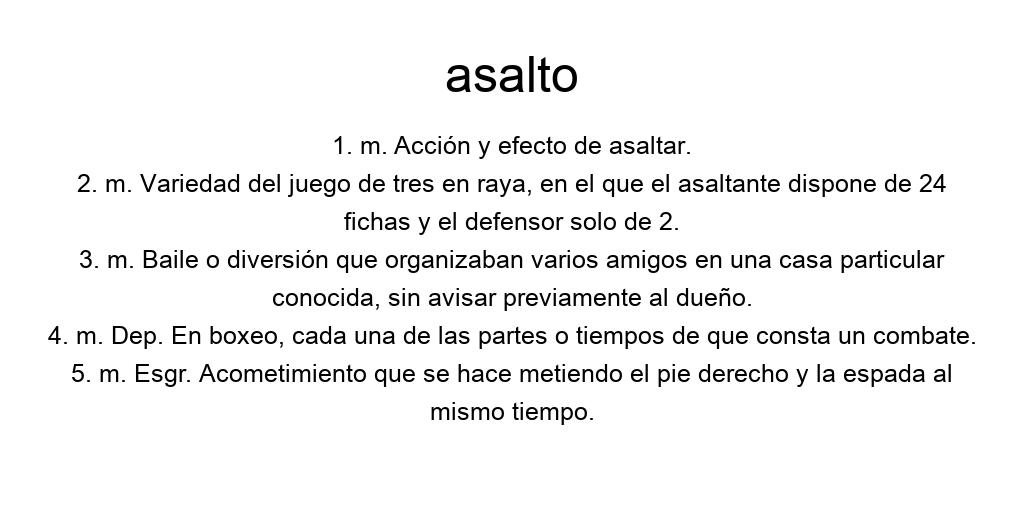 asalto
1. m. Acción y efecto de asaltar.
2. m. Variedad del juego de tres en raya, en el que el asaltante dispone de 24
fichas y el defensor solo de 2.
3. m. Baile o diversión que organizaban varios amigos en una casa particular
conocida, sin avisar previamente al dueño.
4. m. Dep. En boxeo, cada una de las partes o tiempos de que consta un combate.
5. m. Esgr. Acometimiento que se hace metiendo el pie derecho y la espada al
mismo tiempo.